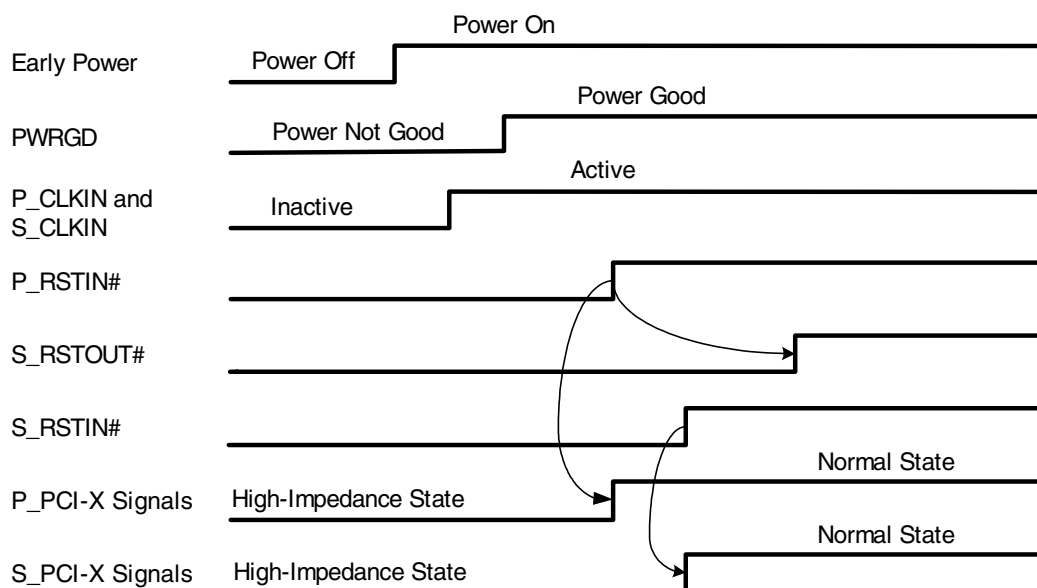 Power On
Early Power
Power Off
Power Good
PWRGD
Power Not Good
Active
P_CLKIN and
S_CLKIN
Inactive
P_RSTIN#
S_RSTOUT#
S_RSTIN#
Normal State
P_PCI-X Signals
High-Impedance State
Normal State
S_PCI-X Signals
High-Impedance State